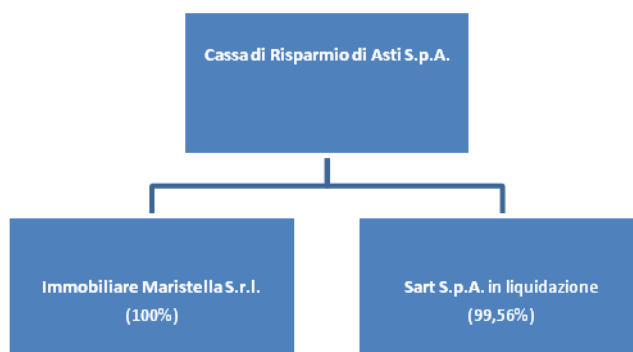 Cassa di Risparmio di Asti S.p.A.
Immobiliare Maristella S.r.l.
(100%)
Sart S.p.A. in liquidazione
(99,56%)